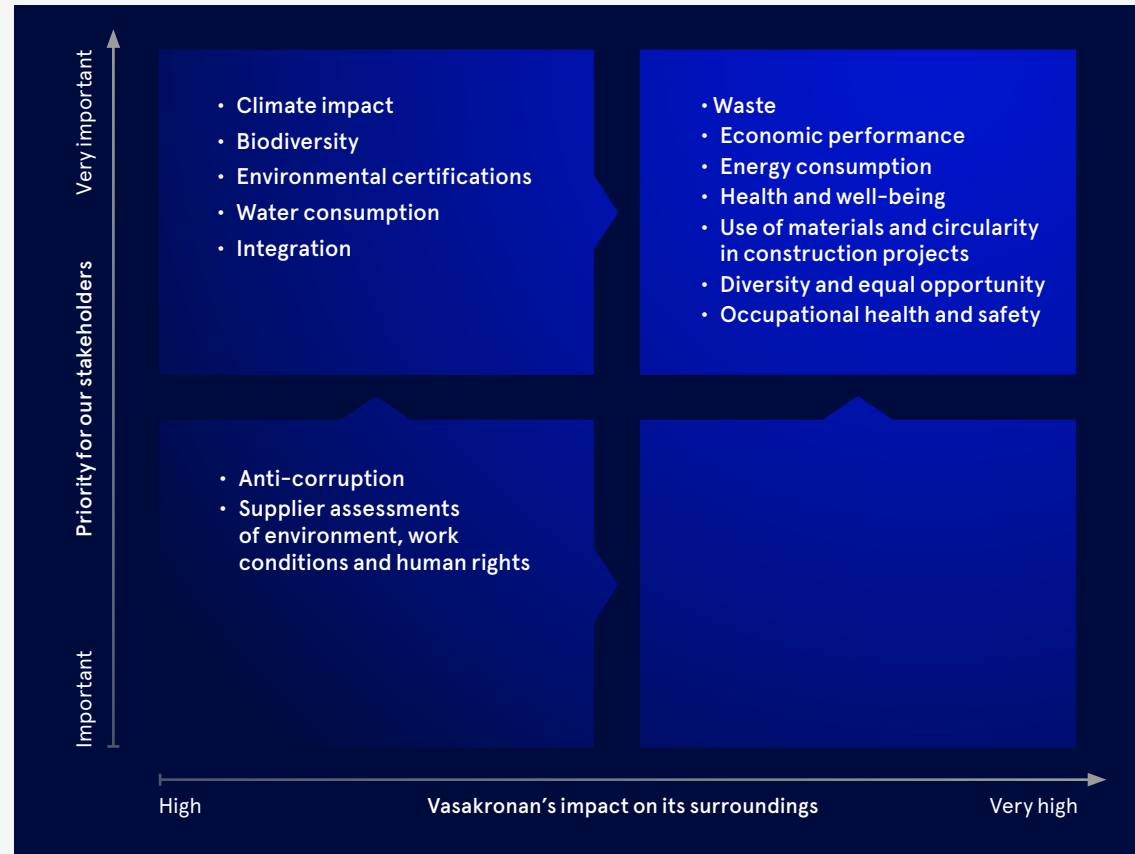 Very important
Priority for our stakeholders
Important
• Climate impact
• Biodiversity
• Environmental certifications
• Water consumption
• Integration
• Waste
• Economic performance
• Energy consumption
• Health and well-being
• Use of materials and circularity
in construction projects
• Diversity and equal opportunity
• Occupational health and safety
• Anti-corruption
• Supplier assessments
of environment, work
conditions and human rights
High
Vasakronan’s impact on its surroundings
Very high